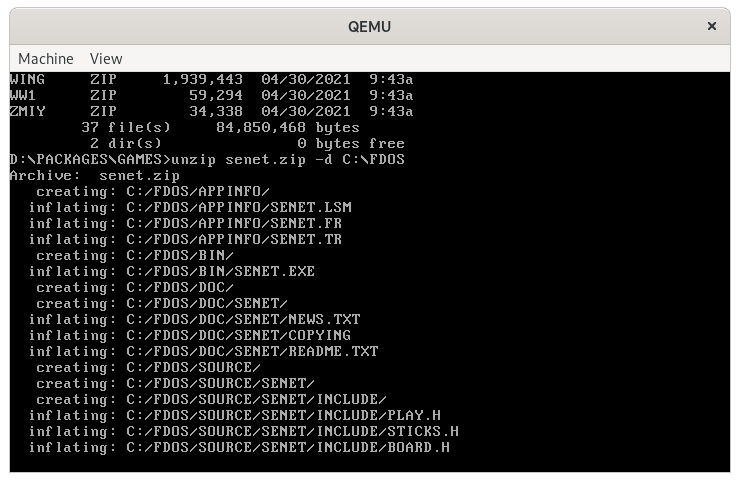 QEMU
×
Machine View
WING     ZIP     1,939,443  04/30/2021  9:43a
WW1      ZIP        59,294  04/30/2021  9:43a
ZMIY     ZIP        34,338  04/30/2021  9:43a
        37 file(s)     84,850,468 bytes
         2 dir(s)               0 bytes free
D:\PACKAGES\GAMES>unzip senet.zip -d C:\FDOS
Archive:  senet.zip
   creating: C:/FDOS/APPINFO/
  inflating: C:/FDOS/APPINFO/SENET.LSM
  inflating: C:/FDOS/APPINFO/SENET.FR
  inflating: C:/FDOS/APPINFO/SENET.TR
   creating: C:/FDOS/BIN/
  inflating: C:/FDOS/BIN/SENET.EXE
   creating: C:/FDOS/DOC/
   creating: C:/FDOS/DOC/SENET/
  inflating: C:/FDOS/DOC/SENET/NEWS.TXT
  inflating: C:/FDOS/DOC/SENET/COPYING
  inflating: C:/FDOS/DOC/SENET/README.TXT
   creating: C:/FDOS/SOURCE/
   creating: C:/FDOS/SOURCE/SENET/
   creating: C:/FDOS/SOURCE/SENET/INCLUDE/
  inflating: C:/FDOS/SOURCE/SENET/INCLUDE/PLAY.H
  inflating: C:/FDOS/SOURCE/SENET/INCLUDE/STICKS.H
  inflating: C:/FDOS/SOURCE/SENET/INCLUDE/BOARD.H